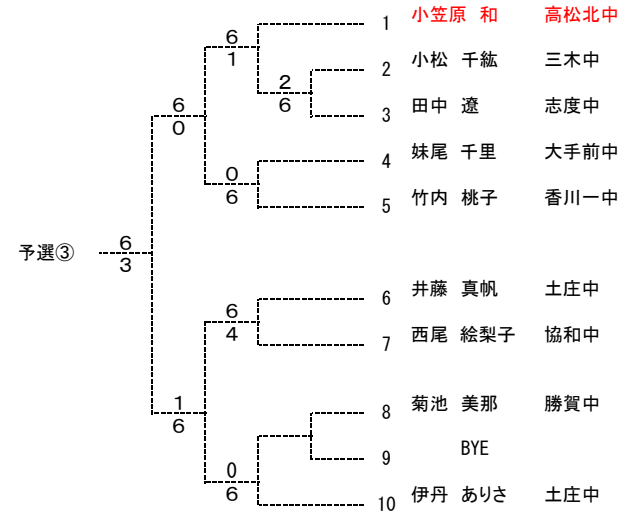 1 小笠原 和 高松北中
6
1
2 小松 千紘 三木中
2
6
3 田中 遼 志度中
6
0
4 妹尾 千里 大手前中
0
6
5 竹内 桃子 香川一中
予選③
6
3
6 井藤 真帆 土庄中
6
4
7 西尾 絵梨子 協和中
1
6
8 菊池 美那 勝賀中
9 BYE
0
6
10 伊丹 ありさ 土庄中